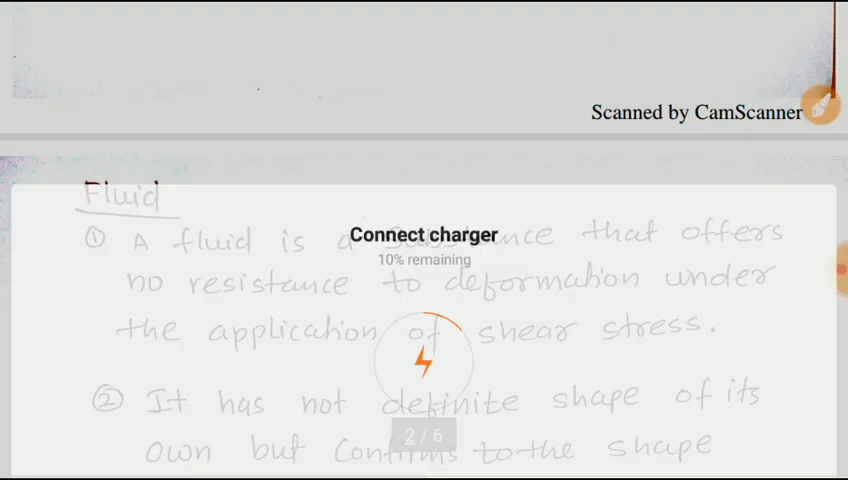 Scanned by CamScanner
Fluid
① A fluid is a substance that offers
Connect charger
10% remaining
no resistance to deformation under
the application of shear stress.
② It has not definite shape of its
2 / 6
own but Confirms to the shape